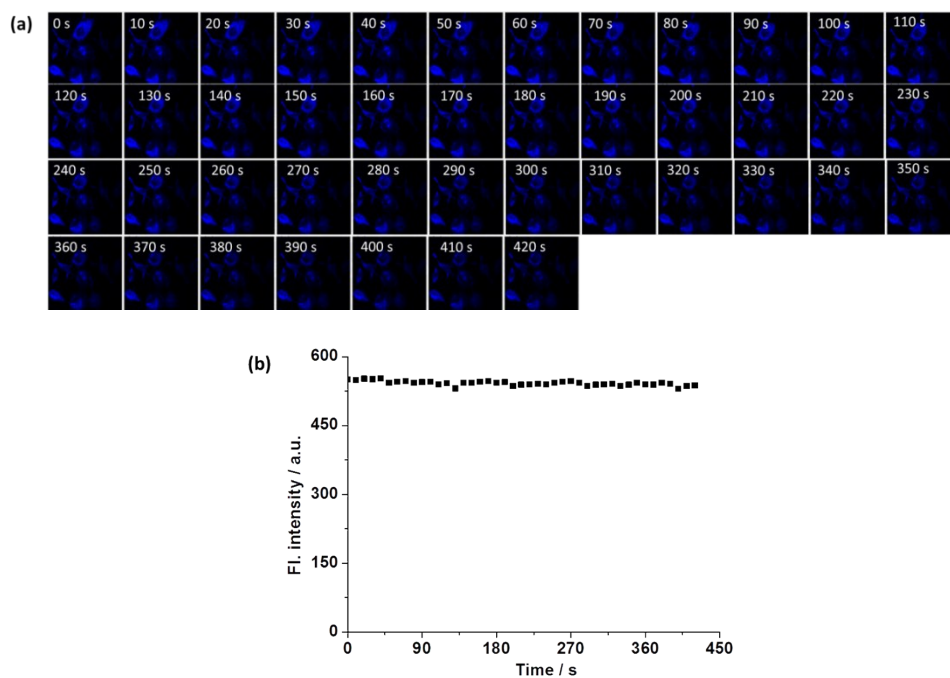 (a)
0 s 10 s 20 s 30 s 40 s 50 s 60 s 70 s 80 s 90 s 100 s 110 s
120 s 130 s 140 s 150 s 160 s 170 s 180 s 190 s 200 s 210 s 220 s 230 s
240 s 250 s 260 s 270 s 280 s 290 s 300 s 310 s 320 s 330 s 340 s 350 s
360 s 370 s 380 s 390 s 400 s 410 s 420 s
(b)
600
450
300
150
0
Fl. intensity / a.u.
0 90 180 270 360 450
Time / s